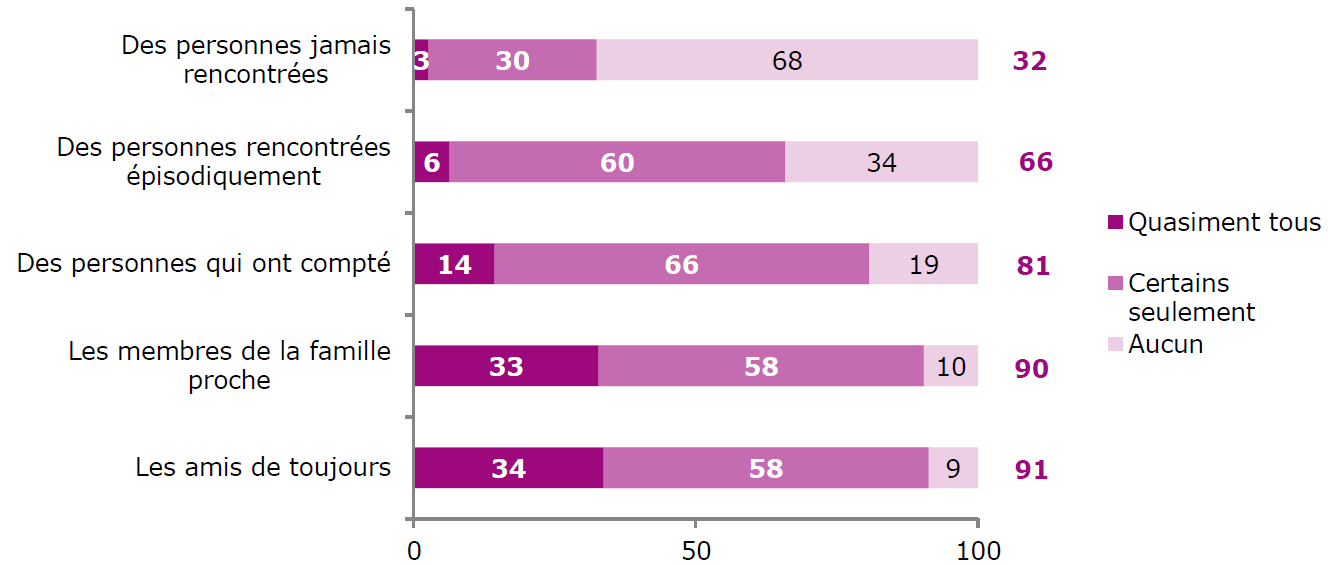 Des personnes jamais
rencontrées
3
30
68
32
Des personnes rencontrées
épisodiquement
6
60
34
66
Des personnes qui ont compté
14
66
19
81
Les membres de la famille
proche
33
58
10
90
Les amis de toujours
34
58
9
91
0
50
100
Quasiment tous
Certains
seulement
Aucun